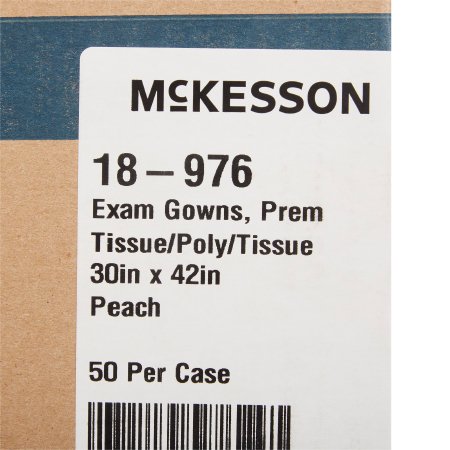 McKESSON
18-976
Exam Gowns, Prem
Tissue/Poly/Tissue
30in x 42in
Peach
50 Per Case